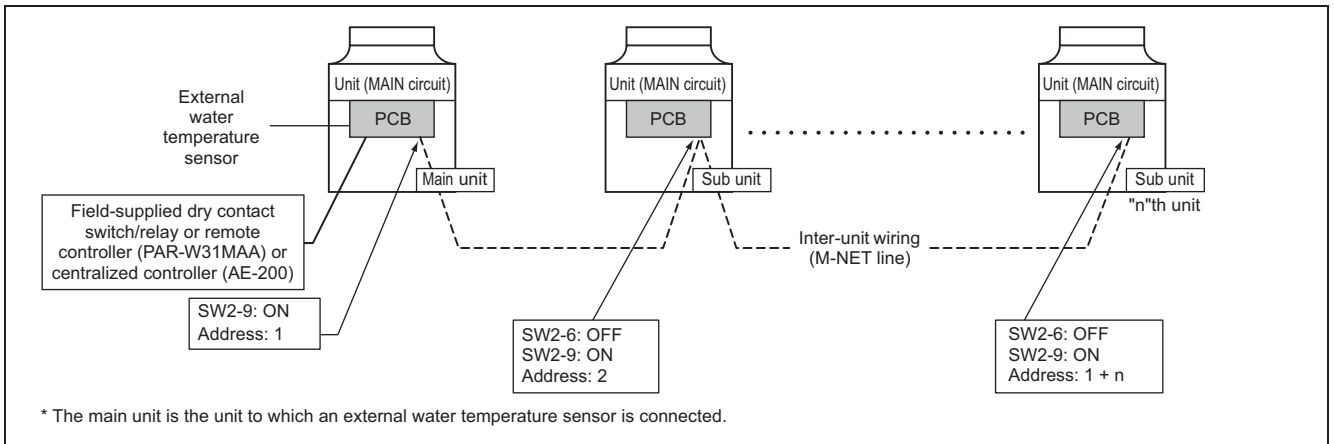 Unit (MAIN circuit)
PCB
External
water
temperature
sensor
Main unit
Field-supplied dry contact
switch/relay or remote
controller (PAR-W31MAA) or
centralized controller (AE-200)
SW2-9: ON
Address: 1
Unit (MAIN circuit)
PCB
Sub unit
SW2-6: OFF
SW2-9: ON
Address: 2
Inter-unit wiring
(M-NET line)
Unit (MAIN circuit)
PCB
Sub unit
"n"th unit
SW2-6: OFF
SW2-9: ON
Address: 1 + n
* The main unit is the unit to which an external water temperature sensor is connected.